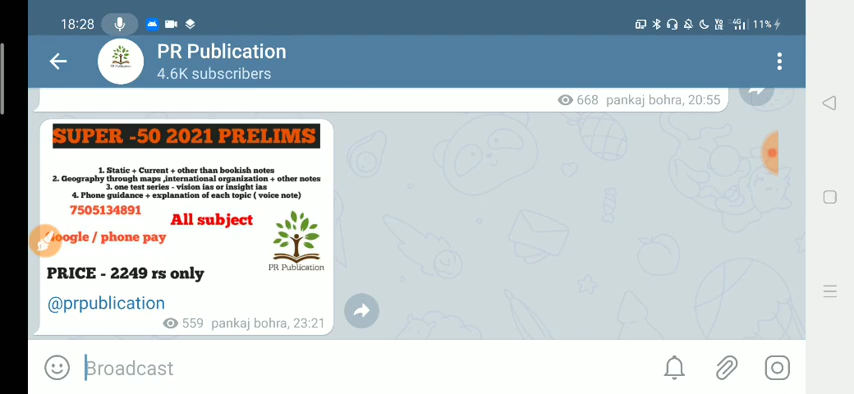 18:28
4G 11%
PR Publication
4.6K subscribers
668 pankaj bohra, 20:55
SUPER -50 2021 PRELIMS
1. Static + Current + other than bookish notes
2. Geography through maps ,international organization + other notes
3. one test series - vision ias or insight ias
4. Phone guidance + explanation of each topic ( voice note)
7505134891
All subject
oogle / phone pay
PR Publication
PRICE - 2249 rs only
@prpublication
559 pankaj bohra, 23:21
Broadcast